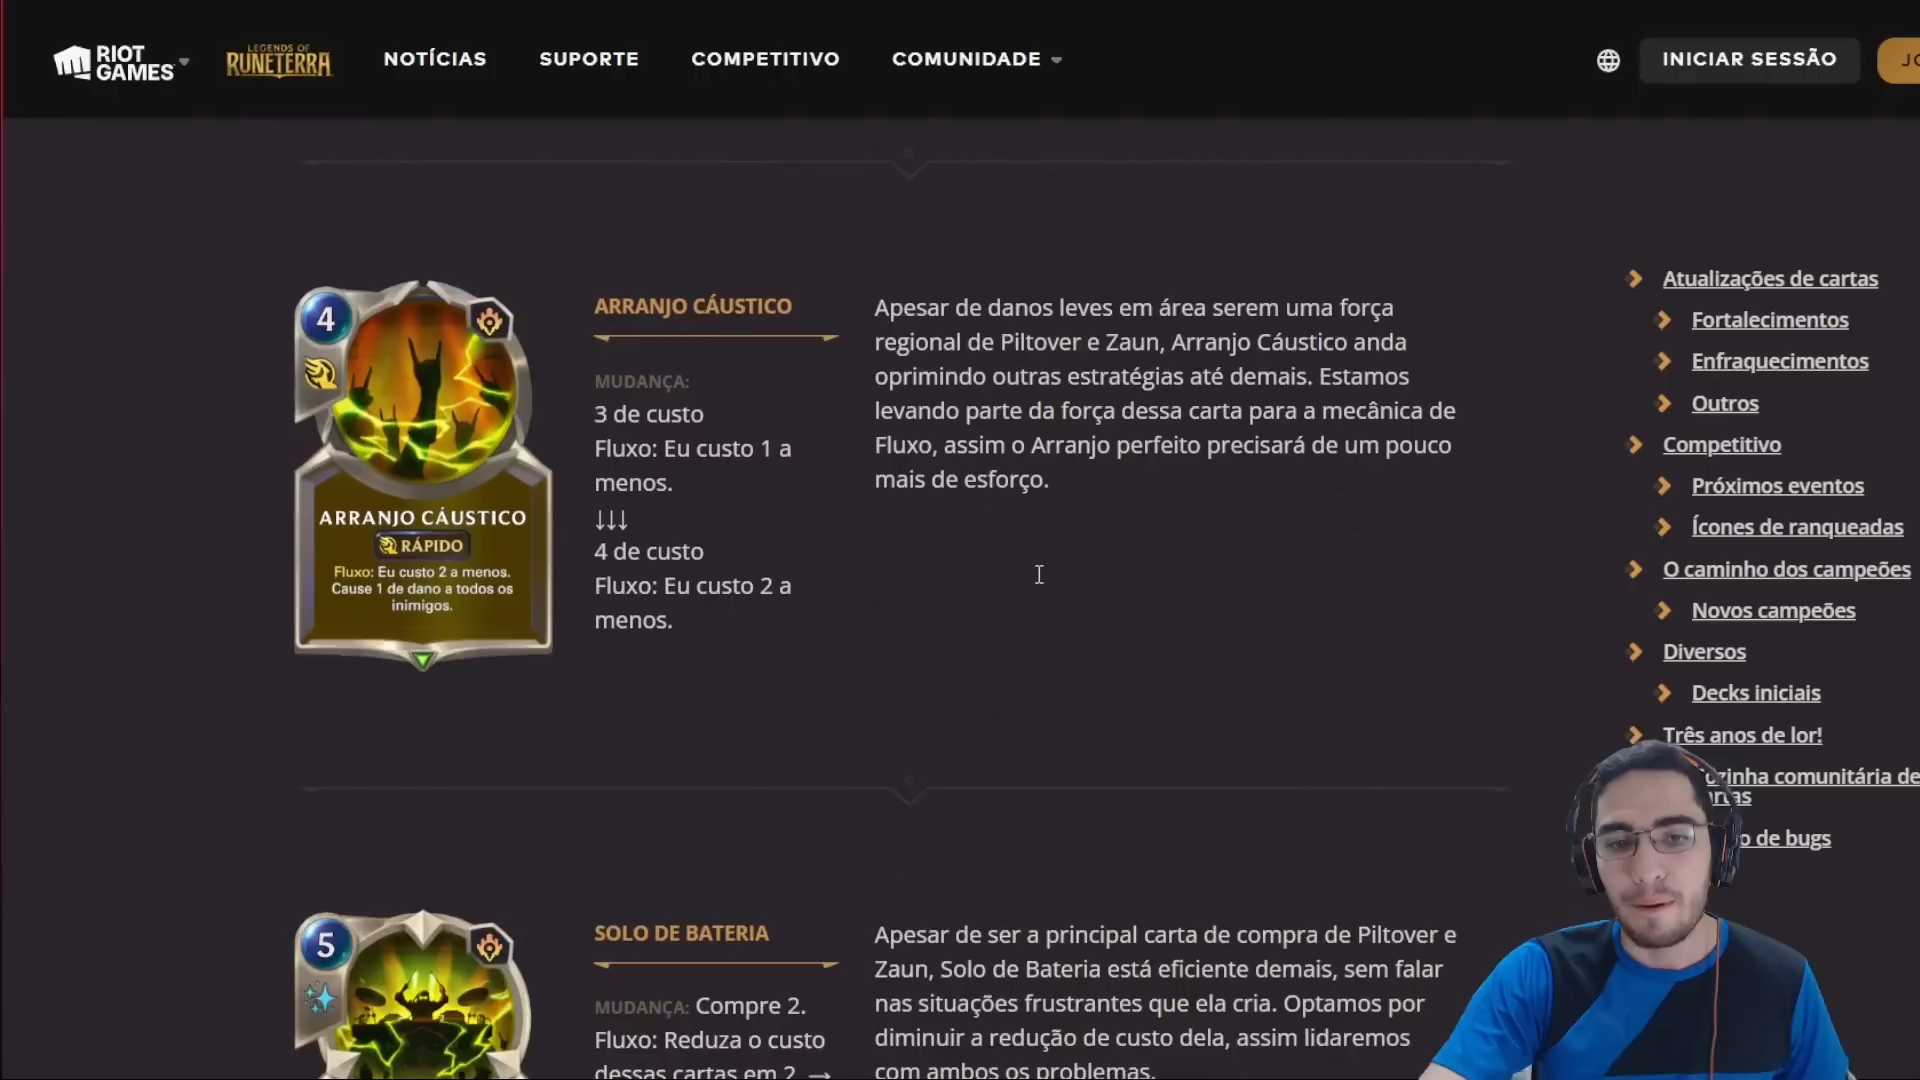 RIOT GAMES
LEGENDS OF RUNETERRA
NOTÍCIAS
SUPORTE
COMPETITIVO
COMUNIDADE
INICIAR SESSÃO
4
ARRANJO CÁUSTICO
RÁPIDO
Fluxo: Eu custo 2 a menos.
Cause 1 de dano a todos os
inimigos.
ARRANJO CÁUSTICO
MUDANÇA:
3 de custo
Fluxo: Eu custo 1 a
menos.
↓↓↓
4 de custo
Fluxo: Eu custo 2 a
menos.
Apesar de danos leves em área serem uma força
regional de Piltover e Zaun, Arranjo Cáustico anda
oprimindo outras estratégias até demais. Estamos
levando parte da força dessa carta para a mecânica de
Fluxo, assim o Arranjo perfeito precisará de um pouco
mais de esforço.
5
SOLO DE BATERIA
MUDANÇA: Compre 2.
Fluxo: Reduza o custo
dessas cartas em 2 →
Apesar de ser a principal carta de compra de Piltover e
Zaun, Solo de Bateria está eficiente demais, sem falar
nas situações frustrantes que ela cria. Optamos por
diminuir a redução de custo dela, assim lidaremos
com ambos os problemas.
Atualizações de cartas
Fortalecimentos
Enfraquecimentos
Outros
Competitivo
Próximos eventos
Ícones de ranqueadas
O caminho dos campeões
Novos campeões
Diversos
Decks iniciais
Três anos de lor!
comunitária de
de bugs